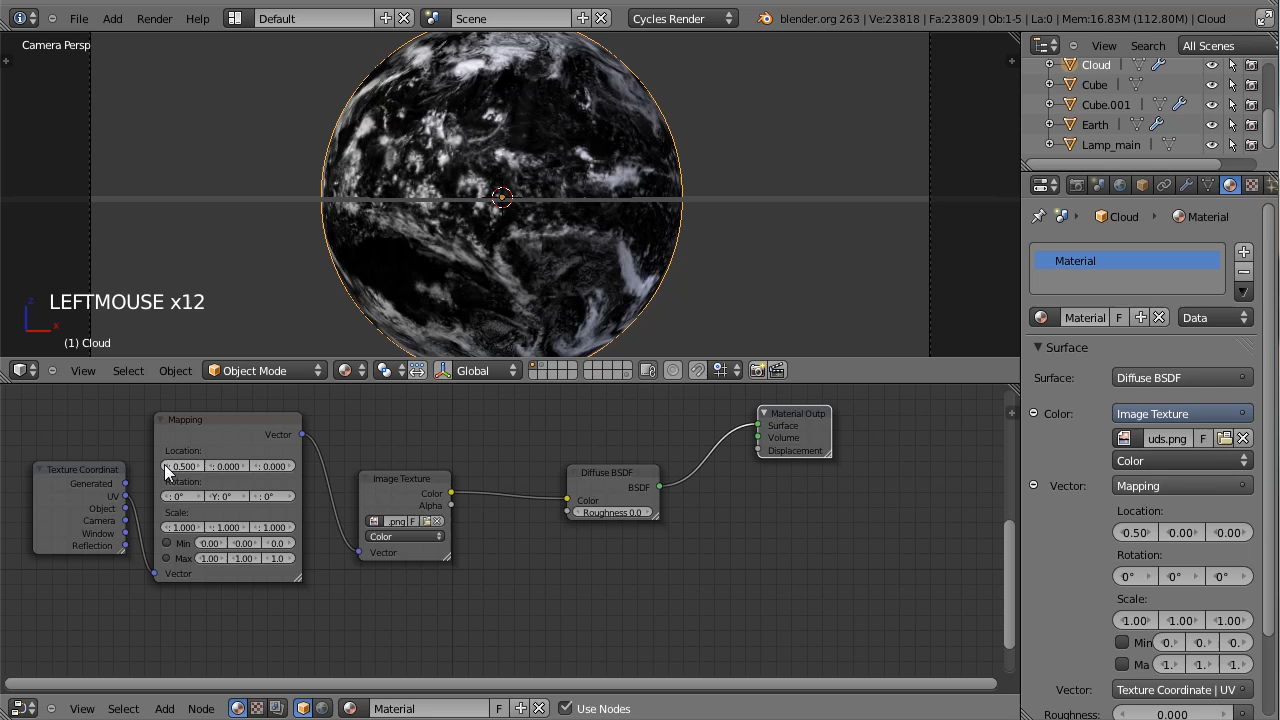 File Add Render Help Default Scene Cycles Render blender.org 263 | Ve:23818 | Fa:23809 | Ob:1-5 | La:0 | Mem:16.83M (112.80M) | Cloud
Camera Persp
View Search All Scenes
Cloud
Cube
Cube.001
Earth
Lamp_main
Cloud Material
Material
LEFTMOUSE x12
z
x
(1) Cloud
Material F Data
Surface
View Select Object Object Mode Global
Surface: Diffuse BSDF
Color: Image Texture
uds.png F
Color
Vector: Mapping
Location:
-0.50 0.00 0.00
Rotation:
0° 0° 0°
Scale:
1.00 1.00 1.00
Min 0. 0. 0.
Ma 1. 1. 1.
Vector: Texture Coordinate | UV
Roughness: 0.000
Mapping
Vector
Location:
0.500 : 0.000 : 0.000
Rotation:
: 0° Y: 0° : 0°
Scale:
: 1.000 : 1.000 : 1.000
Min 0.00 0.00 0.0
Max 1.00 1.00 1.0
Vector
Texture Coordinat
Generated
UV
Object
Camera
Window
Reflection
Image Texture
Color
Alpha
.png F
Color
Vector
Diffuse BSDF
BSDF
Color
Roughness 0.0
Material Outp
Surface
Volume
Displacement
View Select Add Node Material F Use Nodes